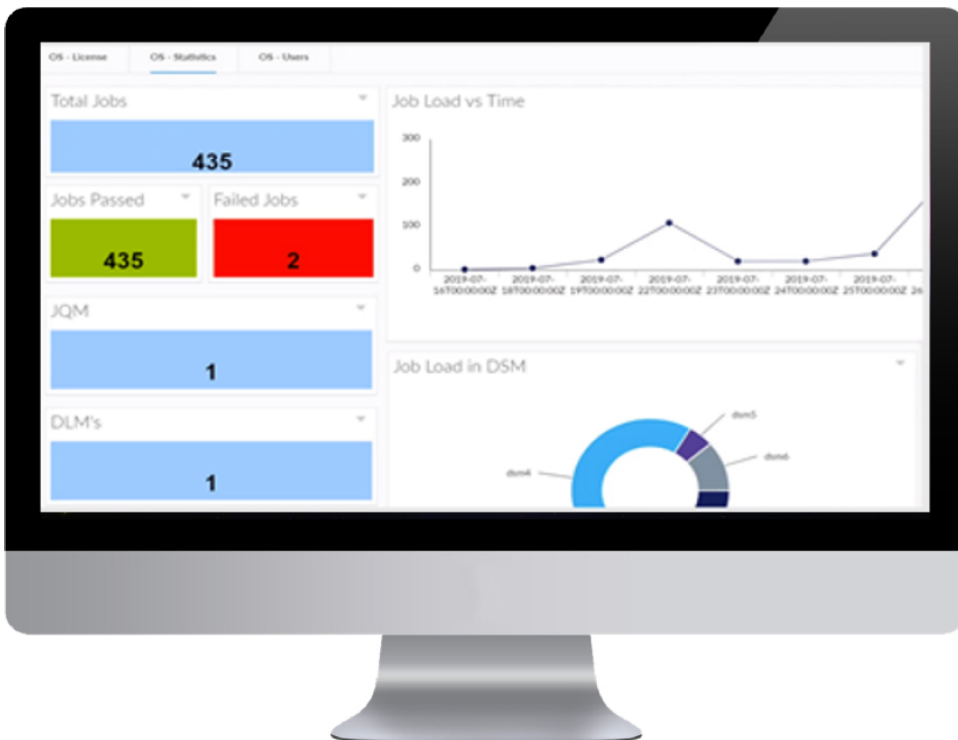 OS - License
OS - Statistics
OS - Users
Total Jobs
435
Jobs Passed
435
Failed Jobs
2
JQM
1
DLM's
1
Job Load vs Time
300
200
100
0
2019-07-
16T00:00:00Z
2019-07-
18T00:00:00Z
2019-07-
19T00:00:00Z
2019-07-
22T00:00:00Z
2019-07-
23T00:00:00Z
2019-07-
24T00:00:00Z
2019-07-
25T00:00:00Z
26
Job Load in DSM
dsm4
dsm5
dsm6